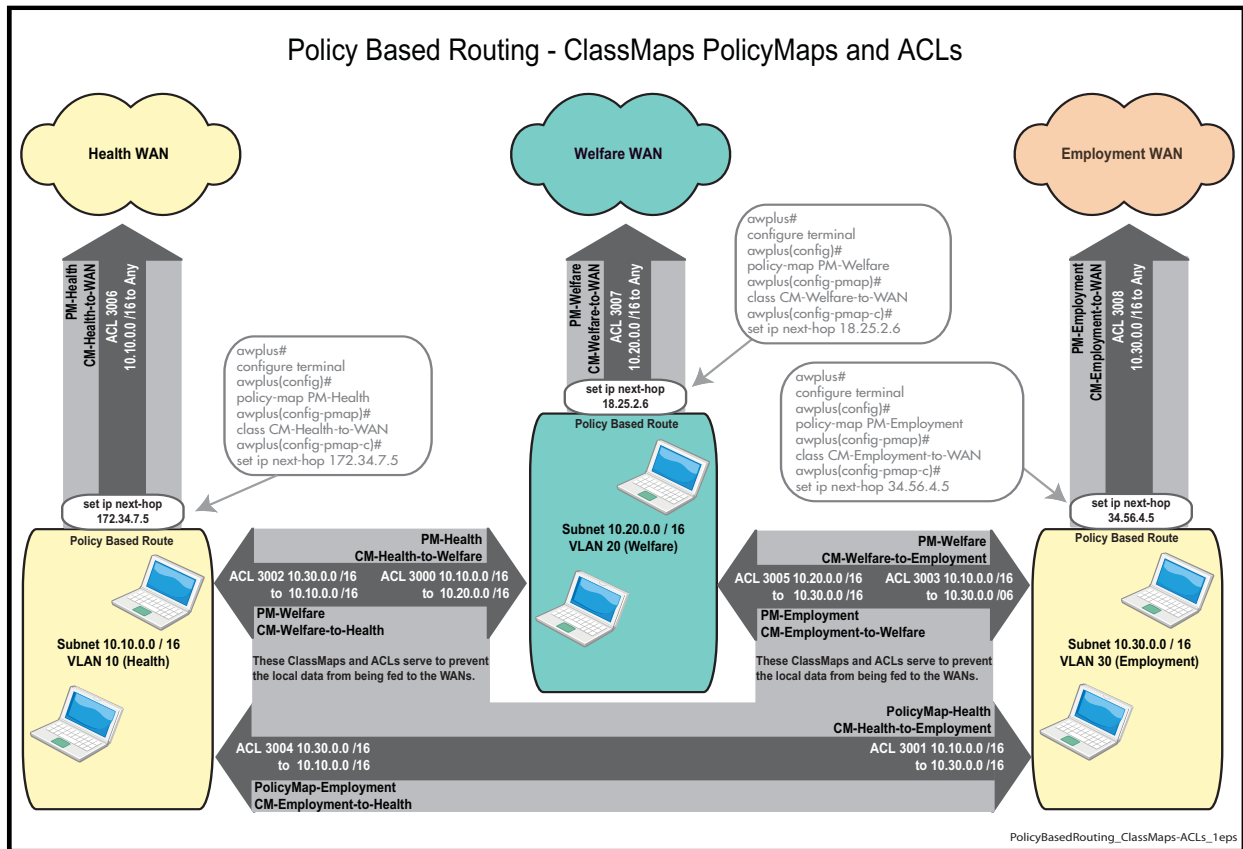 Policy Based Routing - ClassMaps PolicyMaps and ACLs
Health WAN
Welfare WAN
Employment WAN
PM-Health
CM-Health-to-WAN
ACL 3006
10.10.0.0 /16 to Any
awplus#
configure terminal
awplus(config)#
policy-map PM-Health
awplus(config-pmap)#
class CM-Health-to-WAN
awplus(config-pmap-c)#
set ip next-hop 172.34.7.5
PM-Welfare
CM-Welfare-to-WAN
ACL 3007
10.20.0.0 /16 to Any
awplus#
configure terminal
awplus(config)#
policy-map PM-Welfare
awplus(config-pmap)#
class CM-Welfare-to-WAN
awplus(config-pmap-c)#
set ip next-hop 18.25.2.6
awplus#
configure terminal
awplus(config)#
policy-map PM-Employment
awplus(config-pmap)#
class CM-Employment-to-WAN
awplus(config-pmap-c)#
set ip next-hop 34.56.4.5
PM-Employment
CM-Employment-to-WAN
ACL 3008
10.30.0.0 /16 to Any
set ip next-hop
18.25.2.6
Policy Based Route
set ip next-hop
172.34.7.5
Policy Based Route
set ip next-hop
34.56.4.5
Policy Based Route
Subnet 10.20.0.0 / 16
VLAN 20 (Welfare)
PM-Health
CM-Health-to-Welfare
ACL 3002 10.30.0.0 /16
to 10.10.0.0 /16
ACL 3000 10.10.0.0 /16
to 10.20.0.0 /16
PM-Welfare
CM-Welfare-to-Health
These ClassMaps and ACLs serve to prevent
the local data from being fed to the WANs.
PM-Welfare
CM-Welfare-to-Employment
ACL 3005 10.20.0.0 /16
to 10.30.0.0 /16
ACL 3003 10.10.0.0 /16
to 10.30.0.0 /06
PM-Employment
CM-Employment-to-Welfare
These ClassMaps and ACLs serve to prevent
the local data from being fed to the WANs.
Subnet 10.10.0.0 / 16
VLAN 10 (Health)
Subnet 10.30.0.0 / 16
VLAN 30 (Employment)
PolicyMap-Health
CM-Health-to-Employment
ACL 3004 10.30.0.0 /16
to 10.10.0.0 /16
ACL 3001 10.10.0.0 /16
to 10.30.0.0 /16
PolicyMap-Employment
CM-Employment-to-Health
PolicyBasedRouting_ClassMaps-ACLs_1eps